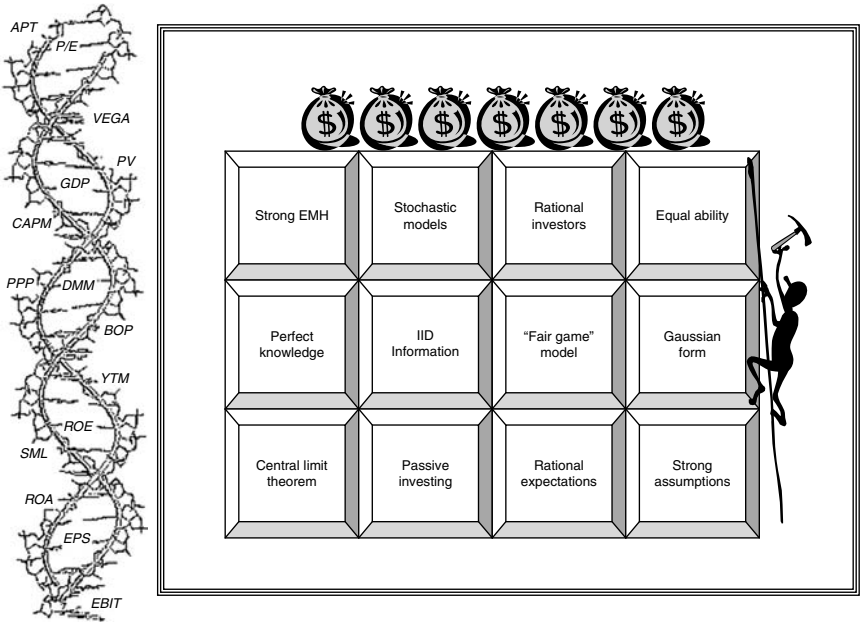 APT
P/E
VEGA
PV
GDP
CAPM
PPP
DMM
BOP
YTM
ROE
SML
ROA
EPS
EBIT
$ $ $ $ $ $ $
Strong EMH
Stochastic
models
Rational
investors
Equal ability
Perfect
knowledge
IID
Information
“Fair game”
model
Gaussian
form
Central limit
theorem
Passive
investing
Rational
expectations
Strong
assumptions